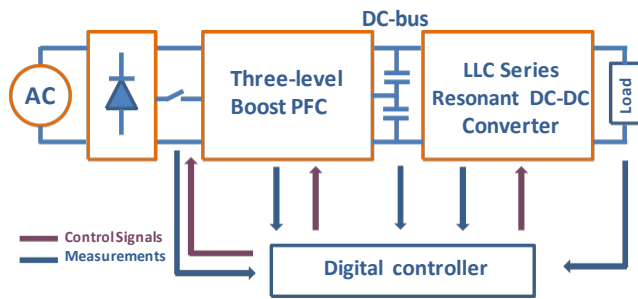 DC-bus
AC
Three-level
Boost PFC
LLC Series
Resonant DC-DC
Converter
Load
Control Signals
Measurements
Digital controller